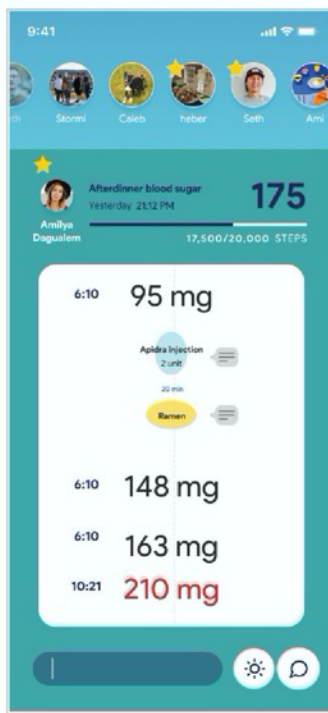 9:41
th
Stormi
Caleb
heber
Seth
Ami
Afterdinner blood sugar
175
Yesterday 21:12 PM
Amilya
Dagualem
17,500/20,000 STEPS
6:10 95 mg
Apidra injection
2 unit
20 min
Ramen
6:10 148 mg
6:10 163 mg
10:21 210 mg